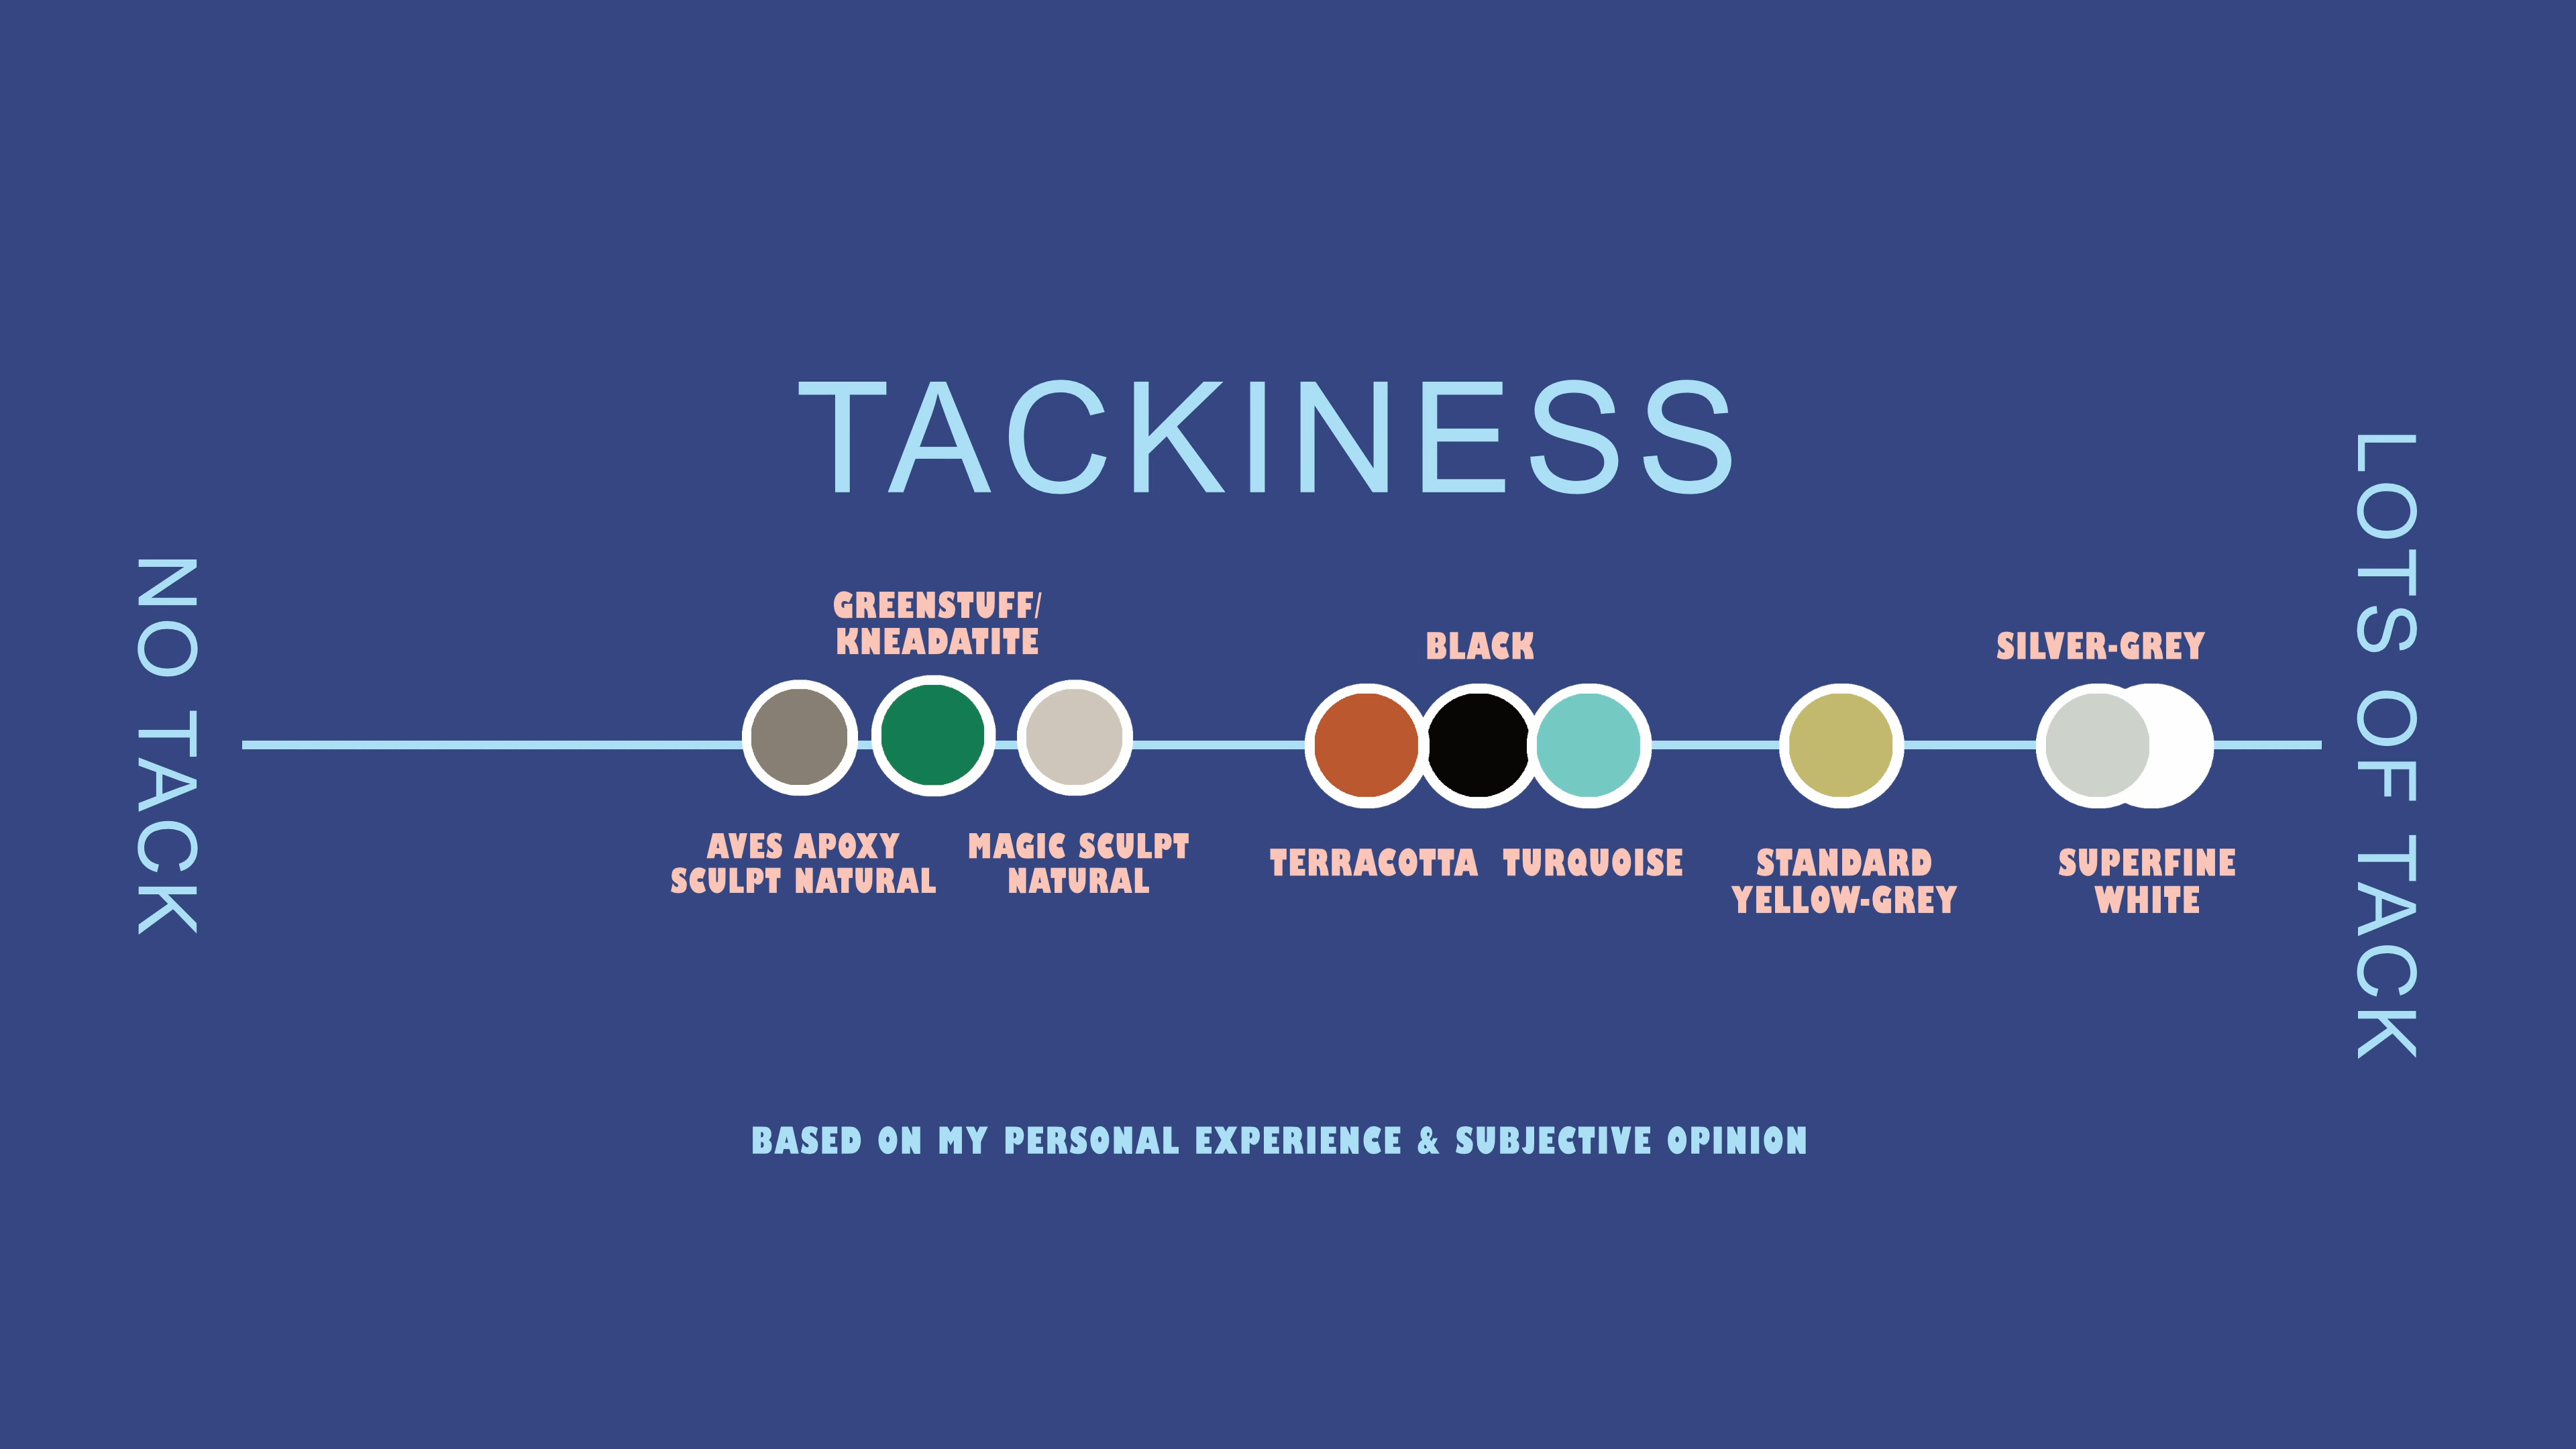 TACKINESS
NO TACK
LOTS OF TACK
GREENSTUFF/
KNEADATITE
BLACK
SILVER-GREY
AVES APOXY
SCULPT NATURAL
MAGIC SCULPT
NATURAL
TERRACOTTA
TURQUOISE
STANDARD
YELLOW-GREY
SUPERFINE
WHITE
BASED ON MY PERSONAL EXPERIENCE & SUBJECTIVE OPINION